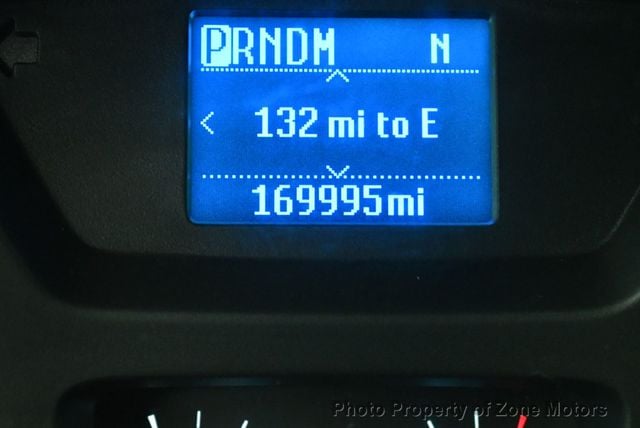 PRNDM N
132 mi to E
169995mi
Photo Property of Zone Motors